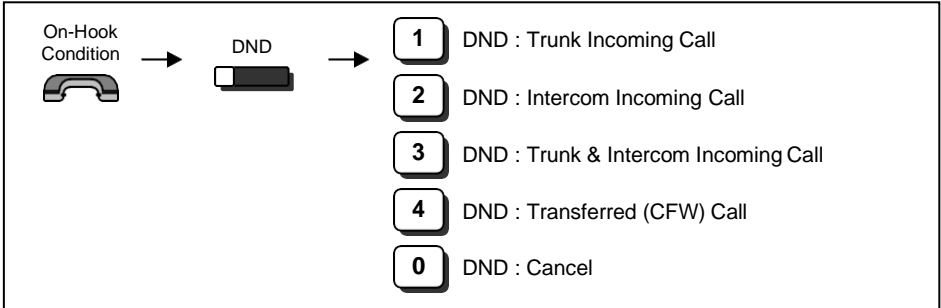 On-Hook
Condition
DND
1 DND : Trunk Incoming Call
2 DND : Intercom Incoming Call
3 DND : Trunk & Intercom Incoming Call
4 DND : Transferred (CFW) Call
0 DND : Cancel